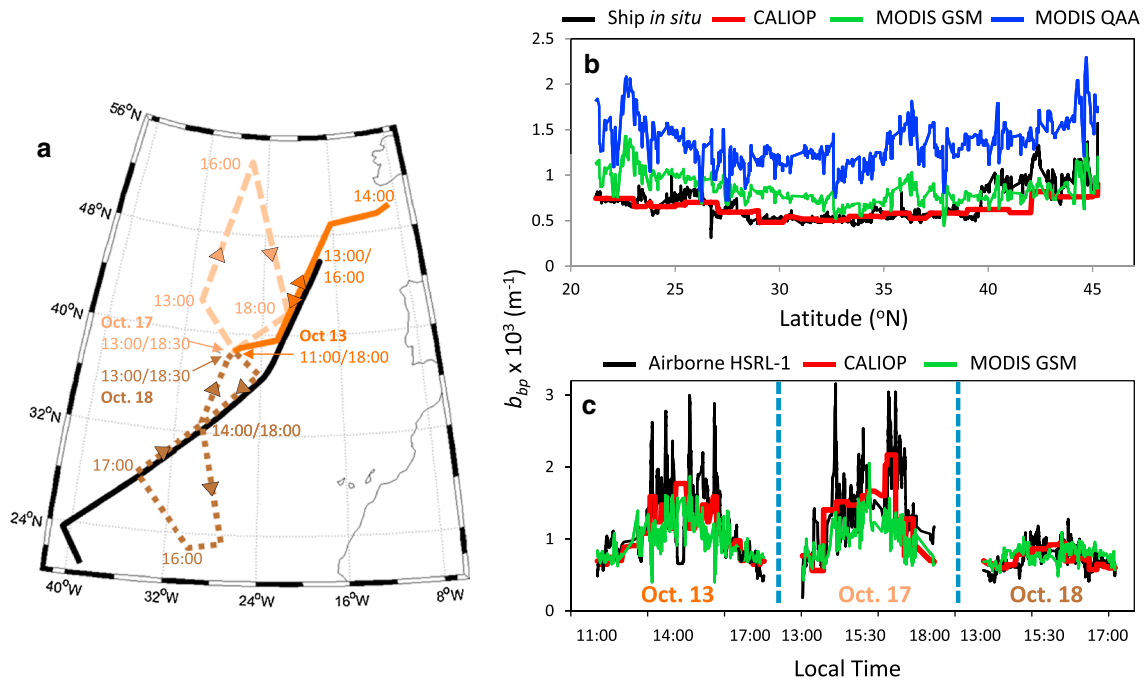 Ship in situ CALIOP MODIS GSM MODIS QAA
a
56°N
48°N
40°N
32°N
24°N
40°W
32°W
24°W
16°W
8°W
16:00
14:00
13:00/
16:00
13:00
18:00
Oct. 17
13:00/18:30
Oct 13
11:00/18:00
13:00/18:30
Oct. 18
14:00/18:00
17:00
16:00
b
2.5
2
1.5
1
0.5
0
20 25 30 35 40 45
Latitude (°N)
b_bp x 10³ (m⁻¹)
Airborne HSRL-1 CALIOP MODIS GSM
c
3
2
1
0
Oct. 13 Oct. 17 Oct. 18
11:00 14:00 17:00 13:00 15:30 18:00 13:00 15:30 17:00
Local Time